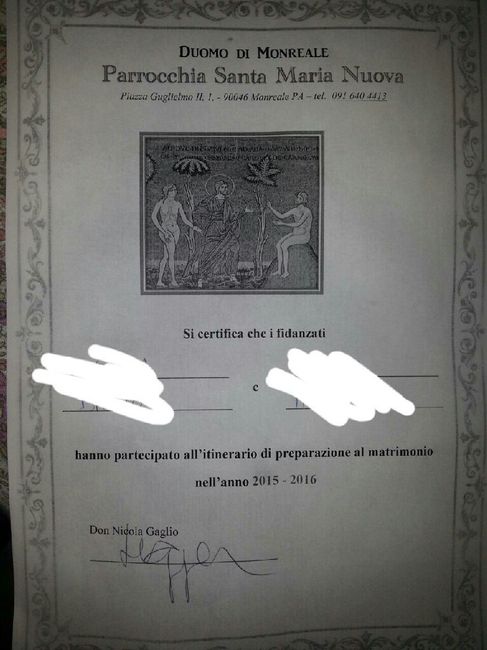 DUOMO DI MONREALE
PARROCCHIA SANTA MARIA NUOVA
Piazza Guglielmo II, 1, - 90046 Monreale PA – tel. 091 640 4413
Si certifica che i fidanzati
e
hanno partecipato all'itinerario di preparazione al matrimonio
nell'anno 2015 - 2016
Don Nicola Gaglio